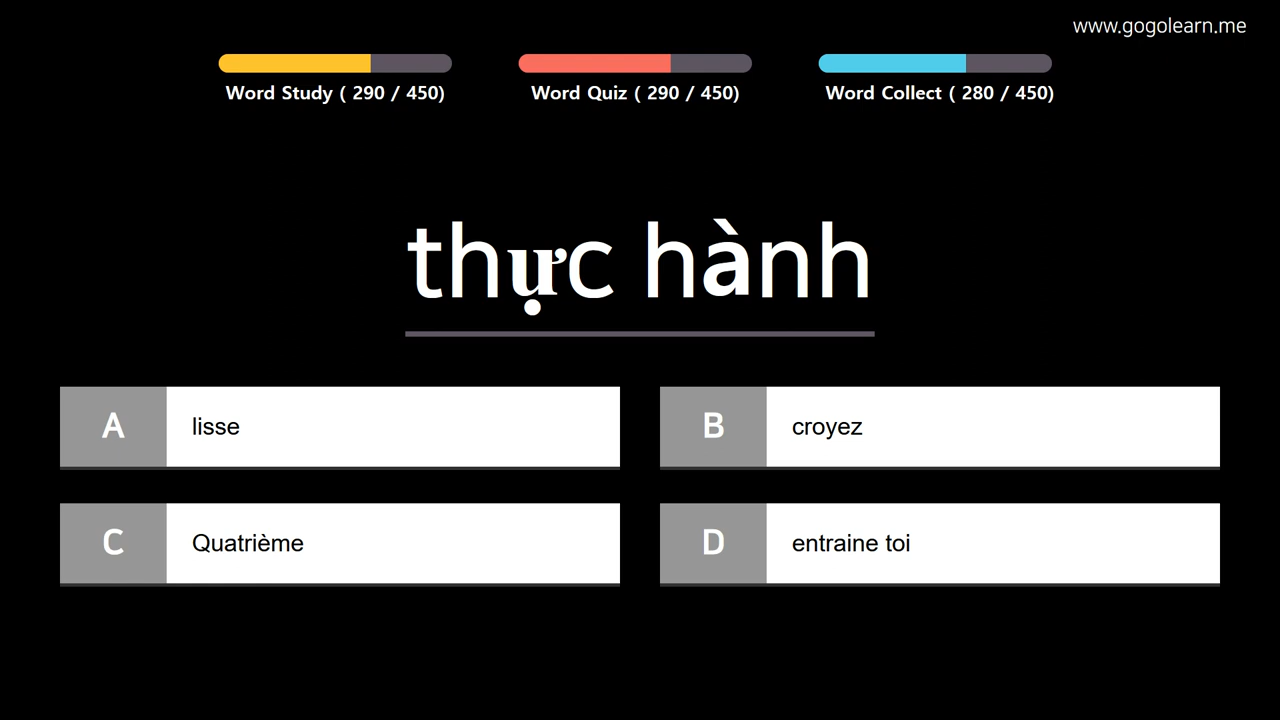 www.gogolearn.me
Word Study ( 290 / 450)
Word Quiz ( 290 / 450)
Word Collect ( 280 / 450)
thực hành
A lisse
B croyez
C Quatrième
D entraine toi